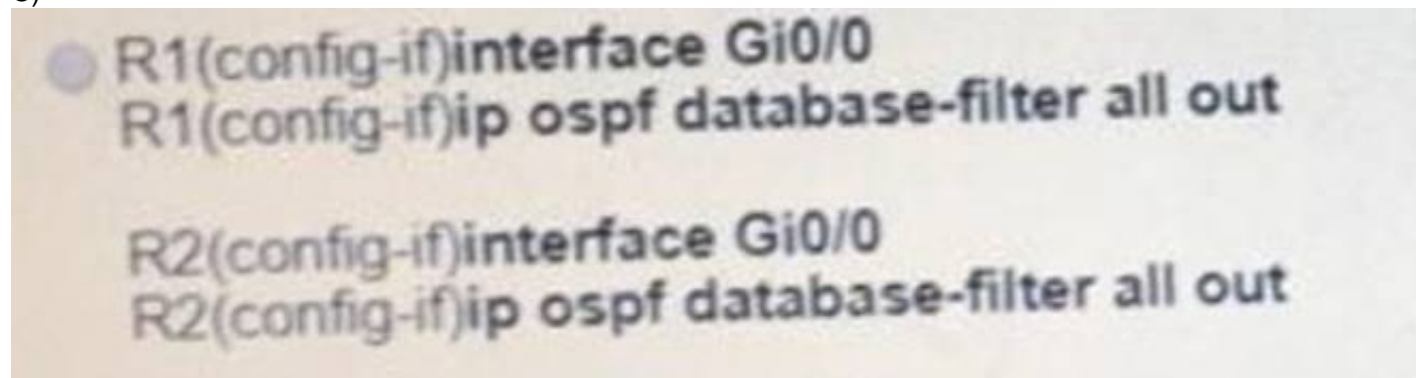 R1(config-if)interface Gi0/0
R1(config-if)ip ospf database-filter all out
R2(config-if)interface Gi0/0
R2(config-if)ip ospf database-filter all out